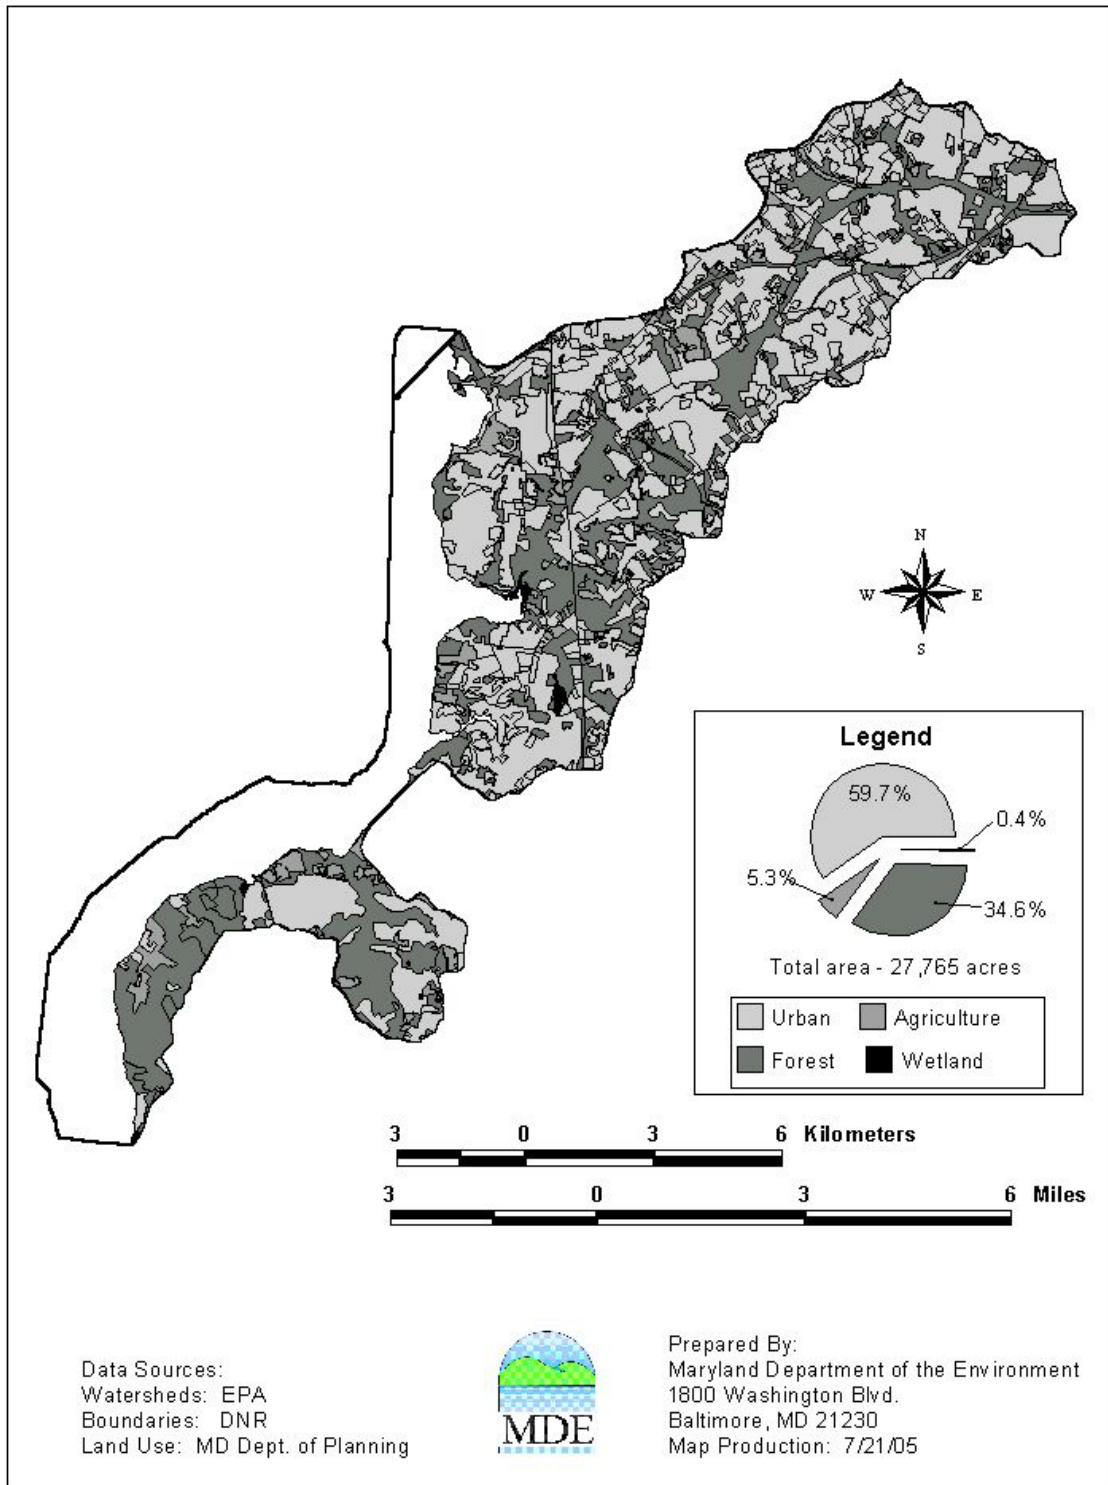 N
W E
S
Legend
59.7%
0.4%
5.3%
34.6%
Total area - 27,765 acres
Urban Agriculture
Forest Wetland
3 0 3 6 Kilometers
3 0 3 6 Miles
Data Sources:
Watersheds: EPA
Boundaries: DNR
Land Use: MD Dept. of Planning
MDE
Prepared By:
Maryland Department of the Environment
1800 Washington Blvd.
Baltimore, MD 21230
Map Production: 7/21/05